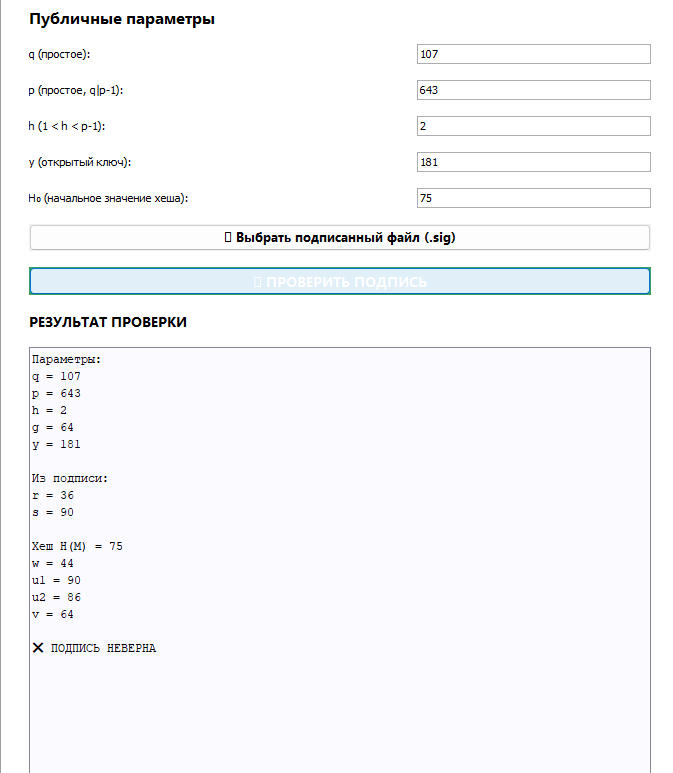 Публичные параметры
q (простое): 107
p (простое, q|p-1): 643
h (1 < h < p-1): 2
y (открытый ключ): 181
H₀ (начальное значение хеша): 75
Выбрать подписанный файл (.sig)
ПРОВЕРИТЬ ПОДПИСЬ
РЕЗУЛЬТАТ ПРОВЕРКИ
Параметры:
q = 107
p = 643
h = 2
g = 64
y = 181
Из подписи:
r = 36
s = 90
Хеш H(M) = 75
w = 44
u1 = 90
u2 = 86
v = 64
❌ ПОДПИСЬ НЕВЕРНА